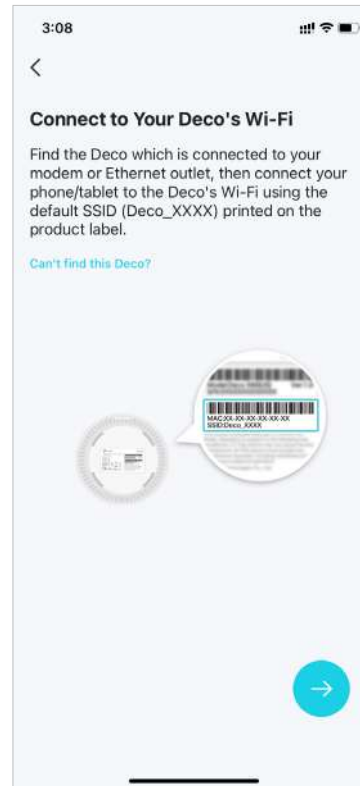 3:08
Connect to Your Deco's Wi-Fi
Find the Deco which is connected to your
modem or Ethernet outlet, then connect your
phone/tablet to the Deco's Wi-Fi using the
default SSID (Deco_XXXX) printed on the
product label.
Can't find this Deco?
MAC:XX-XX-XX-XX-XX-XX
SSID:Deco_XXXX